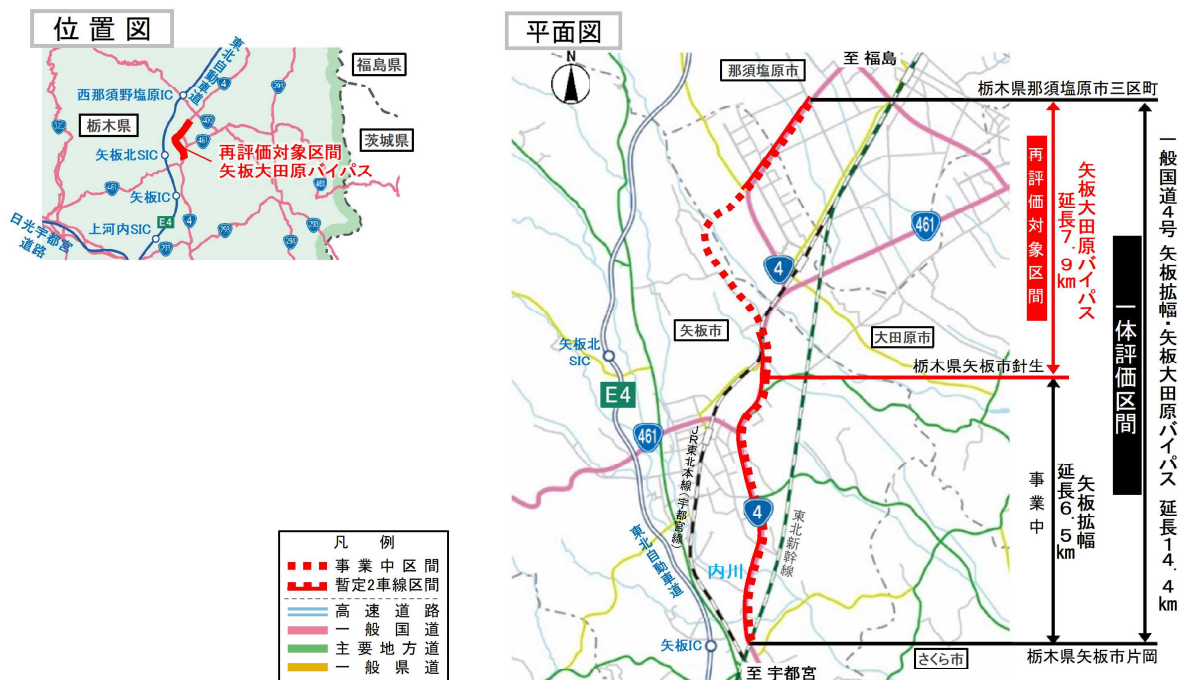 位置図
東北自動車道
福島県
西那須野塩原IC
4
栃木県
461
茨城県
矢板北SIC
再評価対象区間
矢板大田原バイパス
461
461
矢板IC
E4
4
上河内SIC
日光宇都宮
道路
293
293
294
平面図
N
那須塩原市
至 福島
栃木県那須塩原市三区町
461
4
矢板市
大田原市
矢板北
SIC
栃木県矢板市針生
E4
461
JR東北本線(宇都宮線)
4
東北新幹線
東北自動車道
内川
矢板IC
さくら市
栃木県矢板市片岡
至 宇都宮
再評価対象区間
矢板大田原バイパス
延長7.9km
事業中
矢板拡幅
延長6.5km
一体評価区間
一般国道4号 矢板拡幅・矢板大田原バイパス 延長14.4km
凡例
事業中区間
暫定2車線区間
高速道路
一般国道
主要地方道
一般県道